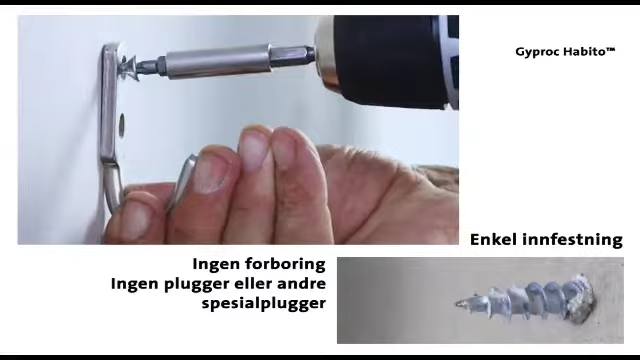 Gyproc Habito™
Enkel innfestning
Ingen forboring
Ingen plugger eller andre
spesialplugger